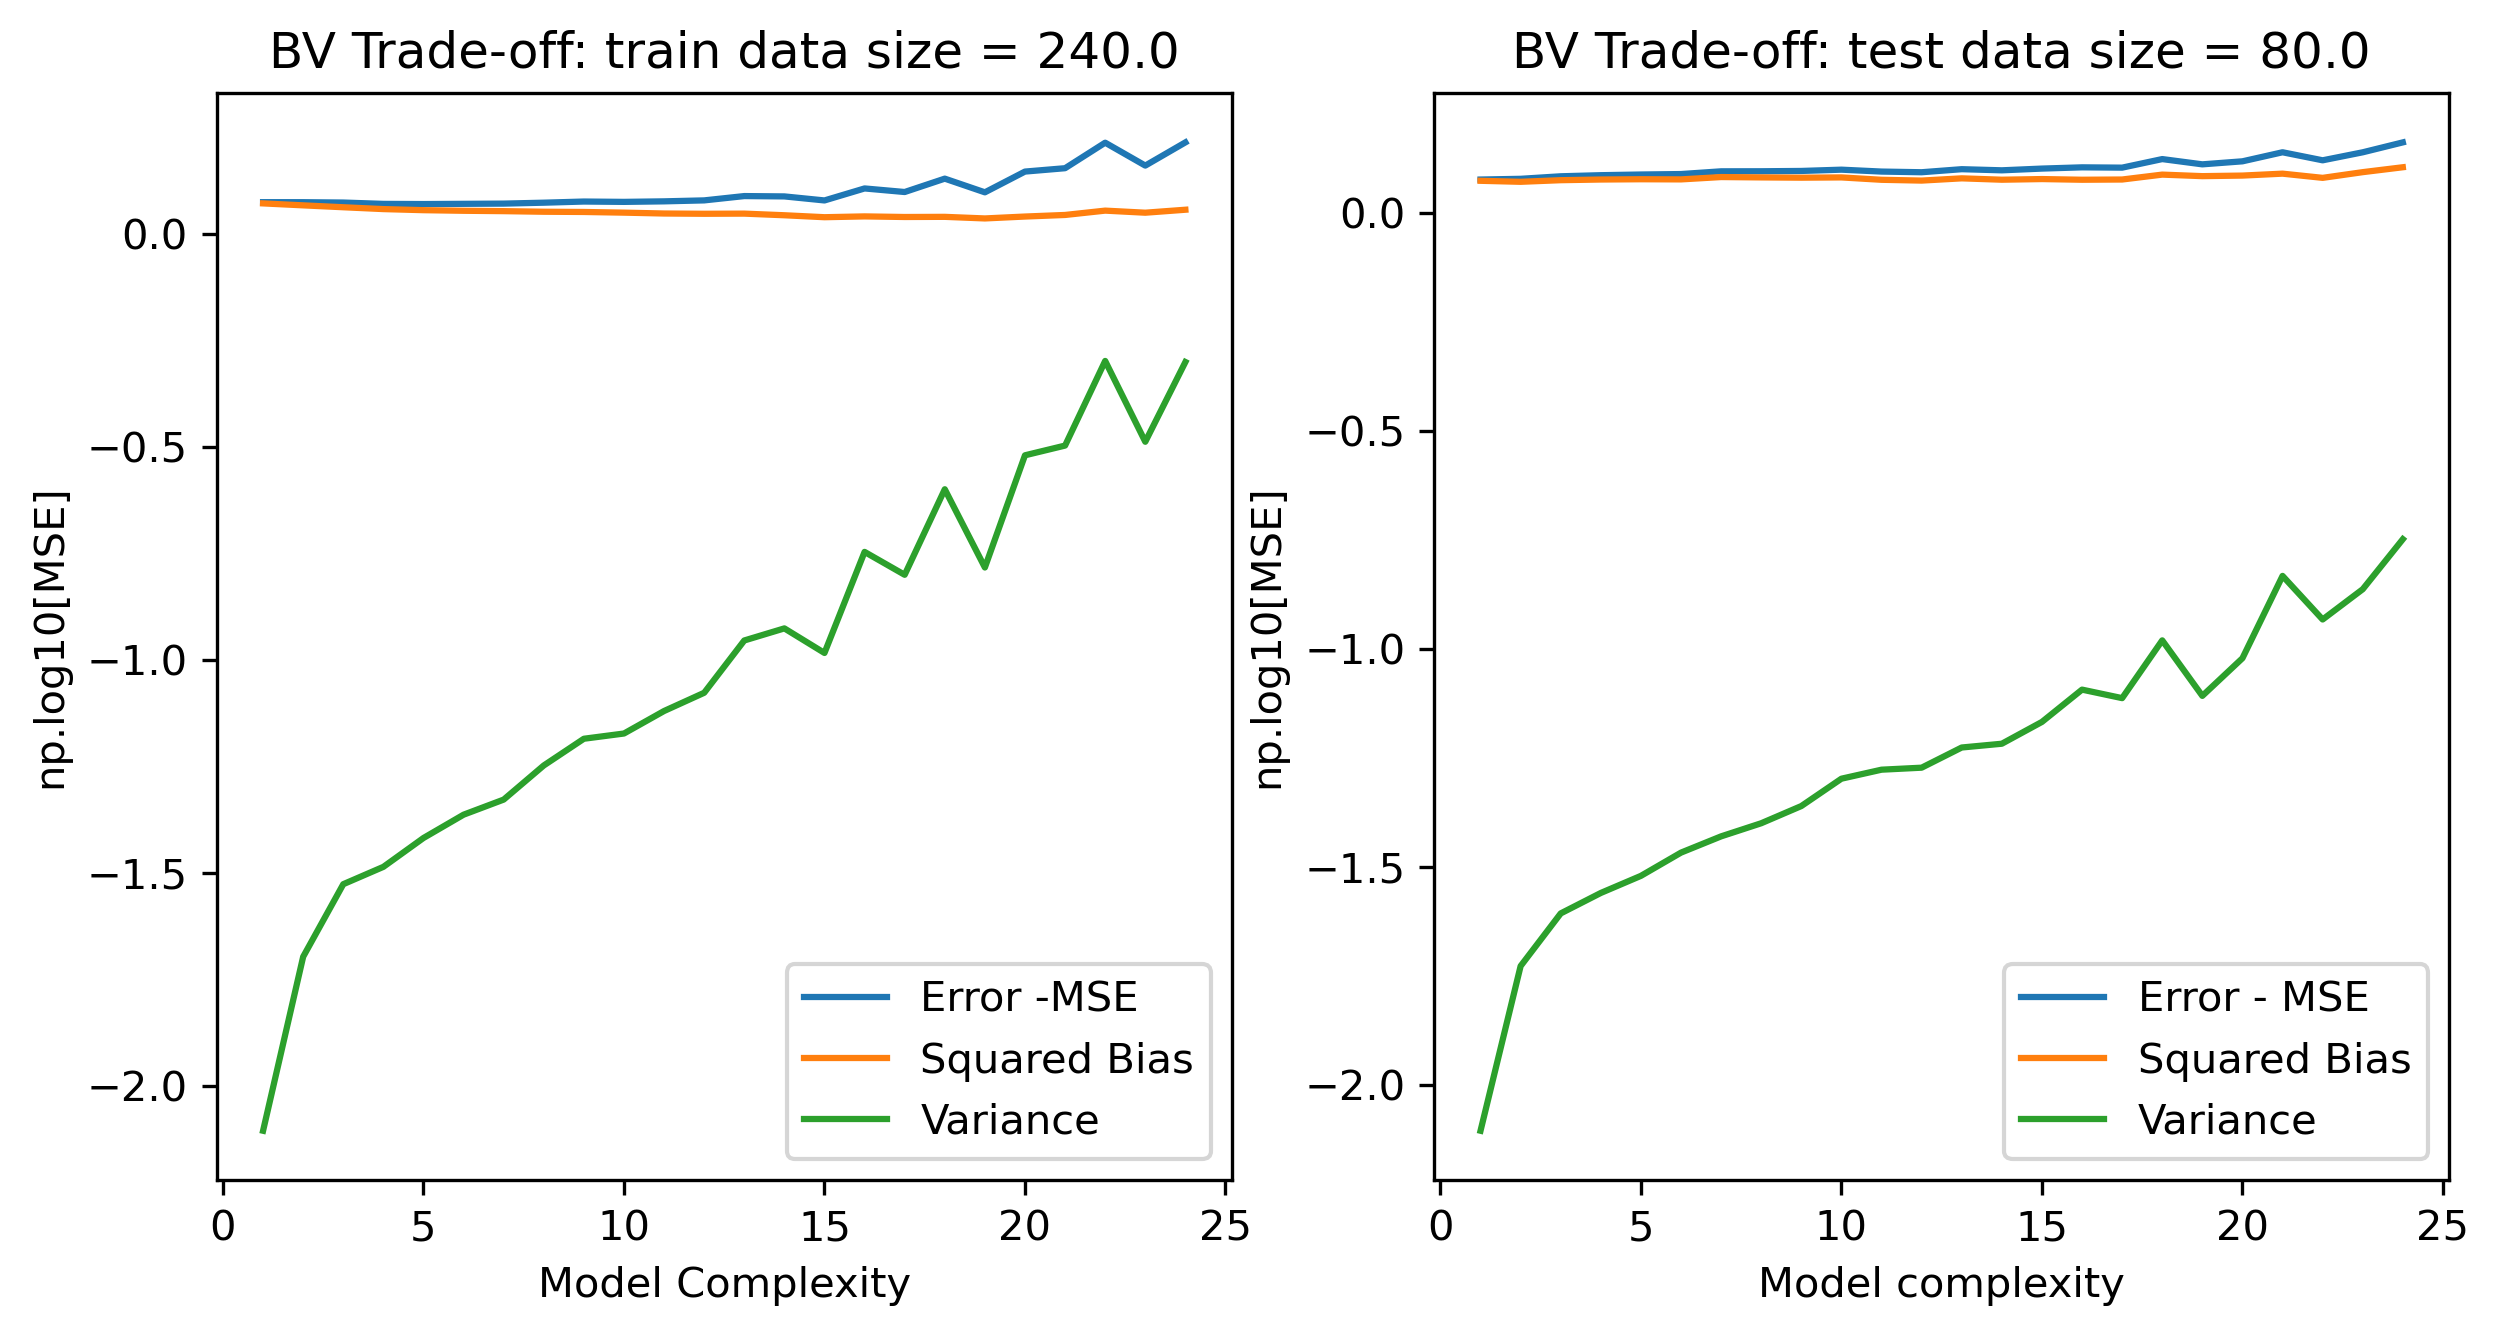 BV Trade-off: train data size = 240.0
np.log10[MSE]
0.0
−0.5
−1.0
−1.5
−2.0
Error -MSE
Squared Bias
Variance
0 5 10 15 20 25
Model Complexity
BV Trade-off: test data size = 80.0
np.log10[MSE]
0.0
−0.5
−1.0
−1.5
−2.0
Error - MSE
Squared Bias
Variance
0 5 10 15 20 25
Model complexity